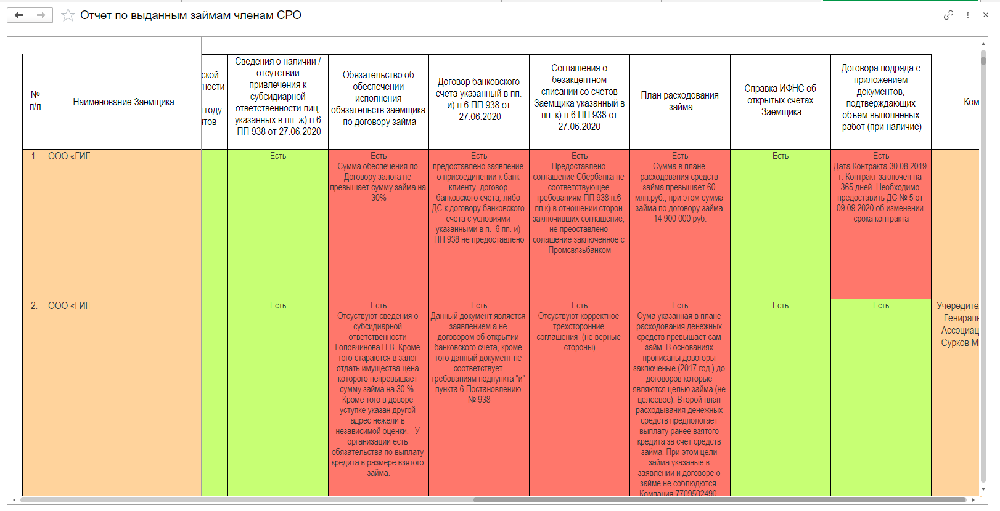 Отчет по выданным займам членам СРО
№
п/п
Наименование Заемщика
ской
ности
году
нтов
Сведения о наличии /
отсутствии
привлечения к
субсидиарной
ответственности лиц,
указанных в пп. ж) п.6
ПП 938 от 27.06.2020
Обязательство об
обеспечении
исполнения
обязательств заемщика
по договору займа
Договор банковского
счета указанный в пп.
и) п.6 ПП 938 от
27.06.2020
Соглашения о
безакцептном
списании со счетов
Заемщика указанный в
пп. к) п.6 ПП 938 от
27.06.2020
План расходования
займа
Справка ИФНС об
открытых счетах
Заемщика
Договора подряда с
приложением
документов,
подтверждающих
объем выполненых
работ (при наличие)
Ком
1.
ООО «ГИГ
Есть
Есть
Сумма обеспечения по
Договору залога не
превышает сумму займа на
30%
Есть
предоставлено заявление
о присоединении к банк
клиенту, договор
банковского счета, либо
ДС к договору банковского
счета с условиями
указанными в п. 6 пп. и)
ПП 938 не предоставлено
Есть
Предоставлено
соглашение Сбербанка не
соответствующее
требованиям ПП 938 п.6
пп.к) в отношении сторон
заключивших соглашение,
не преоставлено
солашение заключенное с
Промсвязьбанком
Есть
Сумма в плане
расходования средств
займа превышает 60
млн.руб., при этом сумма
займа по договору займа
14 900 000 руб.
Есть
Есть
Дата Контракта 30.08.2019
г. Контракт заключен на
365 дней. Необходимо
предоставить ДС № 5 от
09.09.2020 об изменении
срока контракта
2.
ООО «ГИГ
Есть
Есть
Отсуствуют сведения о
субсидиарной
ответственности
Головчинова Н.В. Кроме
того стараются в залог
отдать имущества цена
которого непревышает
сумму займа на 30 %.
Кроме того в доворе
уступке указан другой
адрес нежели в
независимой оценки. У
организации есть
обязательства по выплату
кредита в размере взятого
займа.
Есть
Данный документ является
заявлением а не
договором об открытии
банковского счета, кроме
того данный документ не
соответствует
требованиям подпункта "и"
пункта 6 Постановлению
№ 938
Есть
Отсуствуют корректное
трехсторонние
соглашения (не верные
стороны)
Есть
Сума указанная в плане
расходования денежных
средств превышает сам
займ. В основаниях
прописаны довогоры
заключеные (2017 год.) до
договоров которые
являются целью займа (не
целеевое). Второй план
расходывания денежных
средств предпологает
выплату ранее взятого
кредита за счет средств
займа. При этом цели
займа указаные в
заявлении и договоре о
займе не соблюдются.
Компания 7709502490
Есть
Есть
Учередите
Генираль
Ассоциац
Сурков М